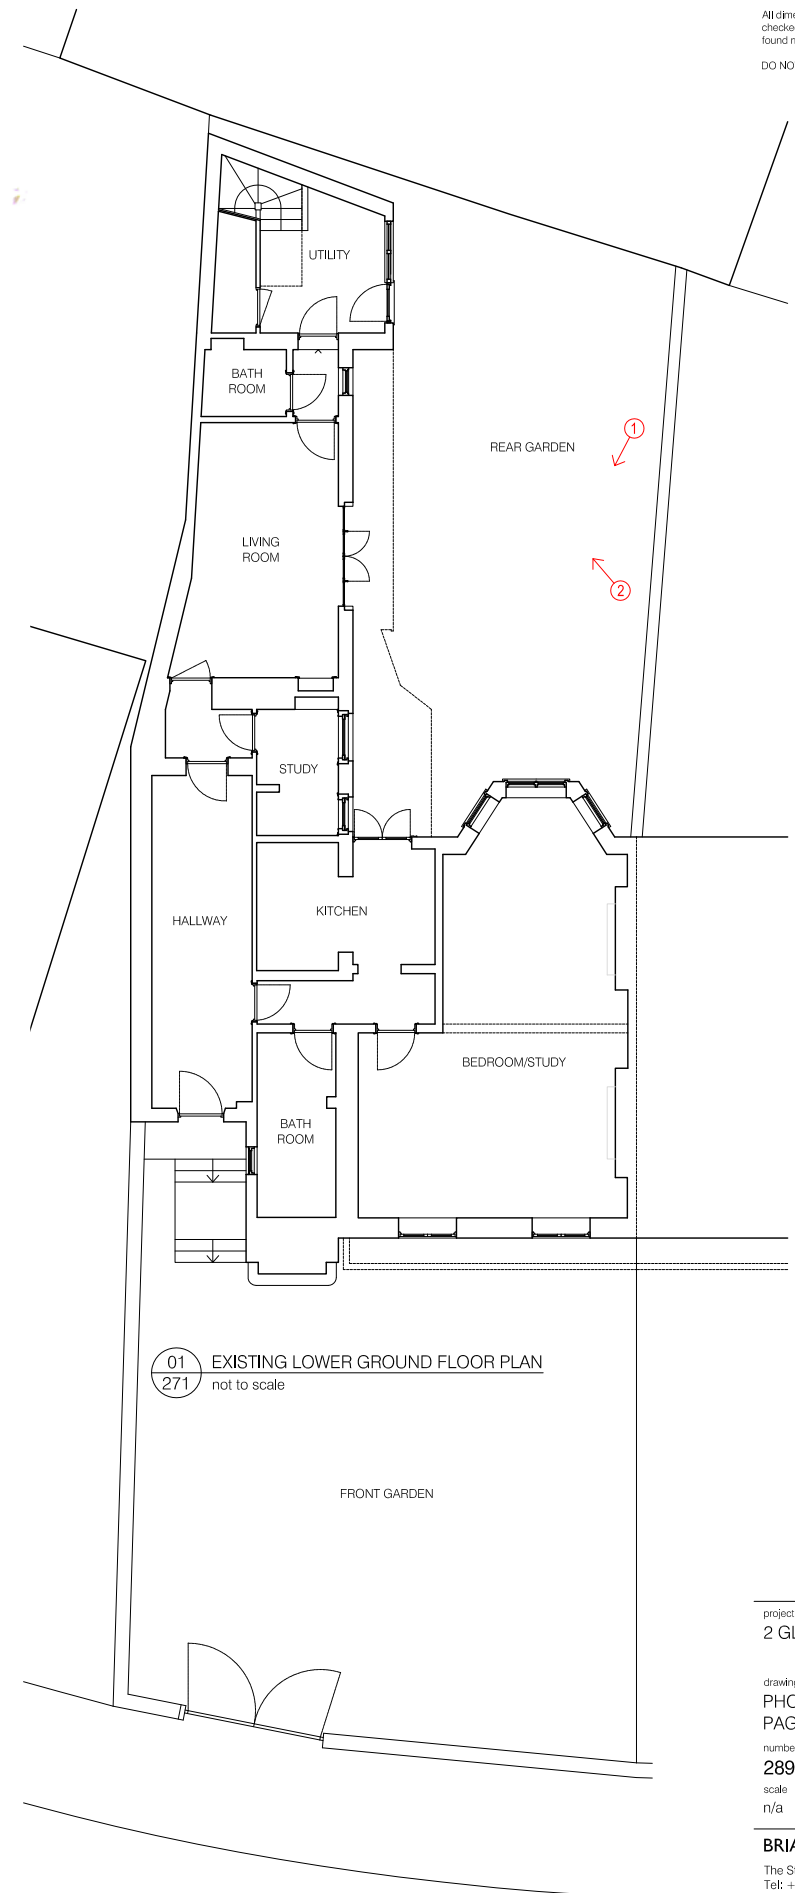 All dime
checke
found n
DO NO
UTILITY
BATH
ROOM
REAR GARDEN
1
LIVING
ROOM
2
STUDY
HALLWAY
KITCHEN
BEDROOM/STUDY
BATH
ROOM
01
271
EXISTING LOWER GROUND FLOOR PLAN
not to scale
FRONT GARDEN
project
2 GL
drawing
PHO
PAG
numbe
289
scale
n/a
BRIA
The S
Tel: +